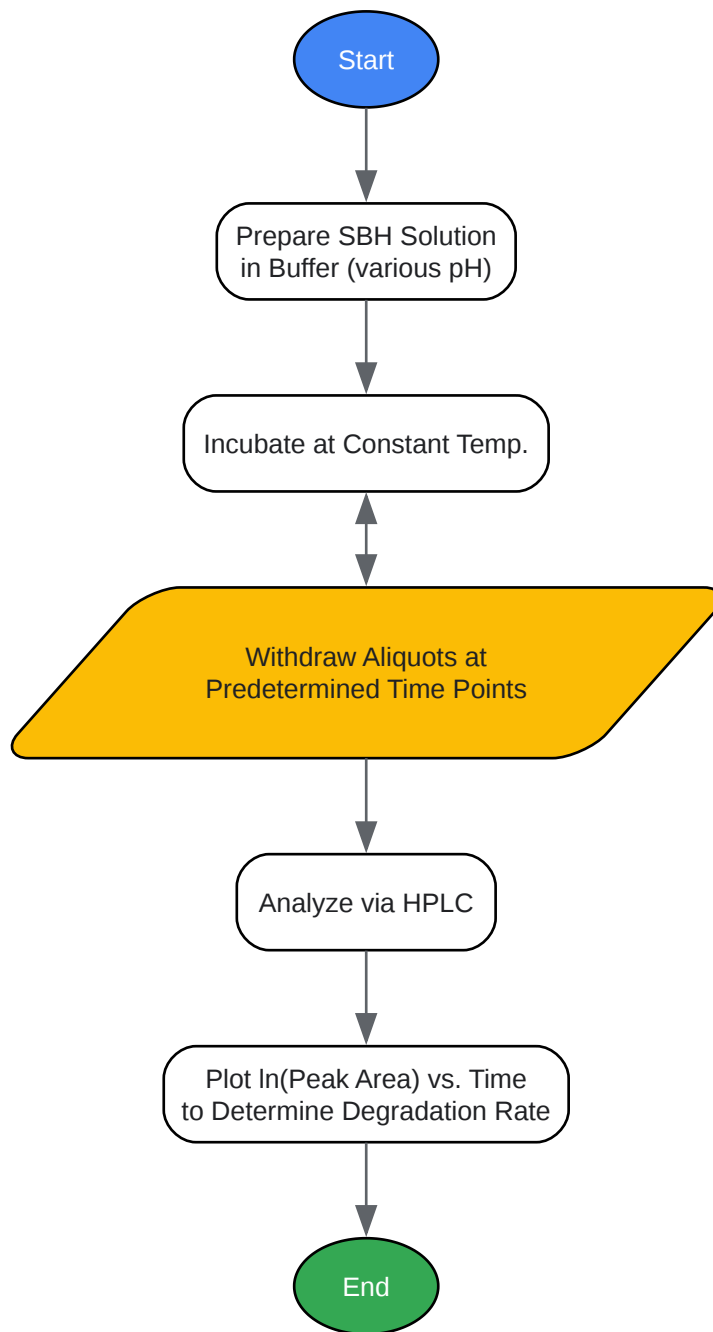 Start
Prepare SBH Solution
in Buffer (various pH)
Incubate at Constant Temp.
Withdraw Aliquots at
Predetermined Time Points
Analyze via HPLC
Plot ln(Peak Area) vs. Time
to Determine Degradation Rate
End